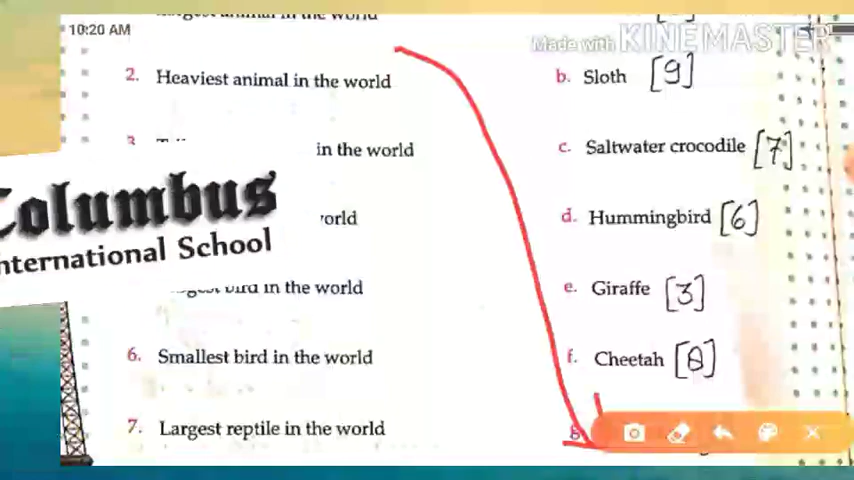 10:20 AM
Made with KINEMASTER
2. Heaviest animal in the world
b. Sloth [9]
in the world
c. Saltwater crocodile [7]
Columbus
International School
d. Hummingbird [6]
bird in the world
e. Giraffe [3]
6. Smallest bird in the world
f. Cheetah [8]
7. Largest reptile in the world
g